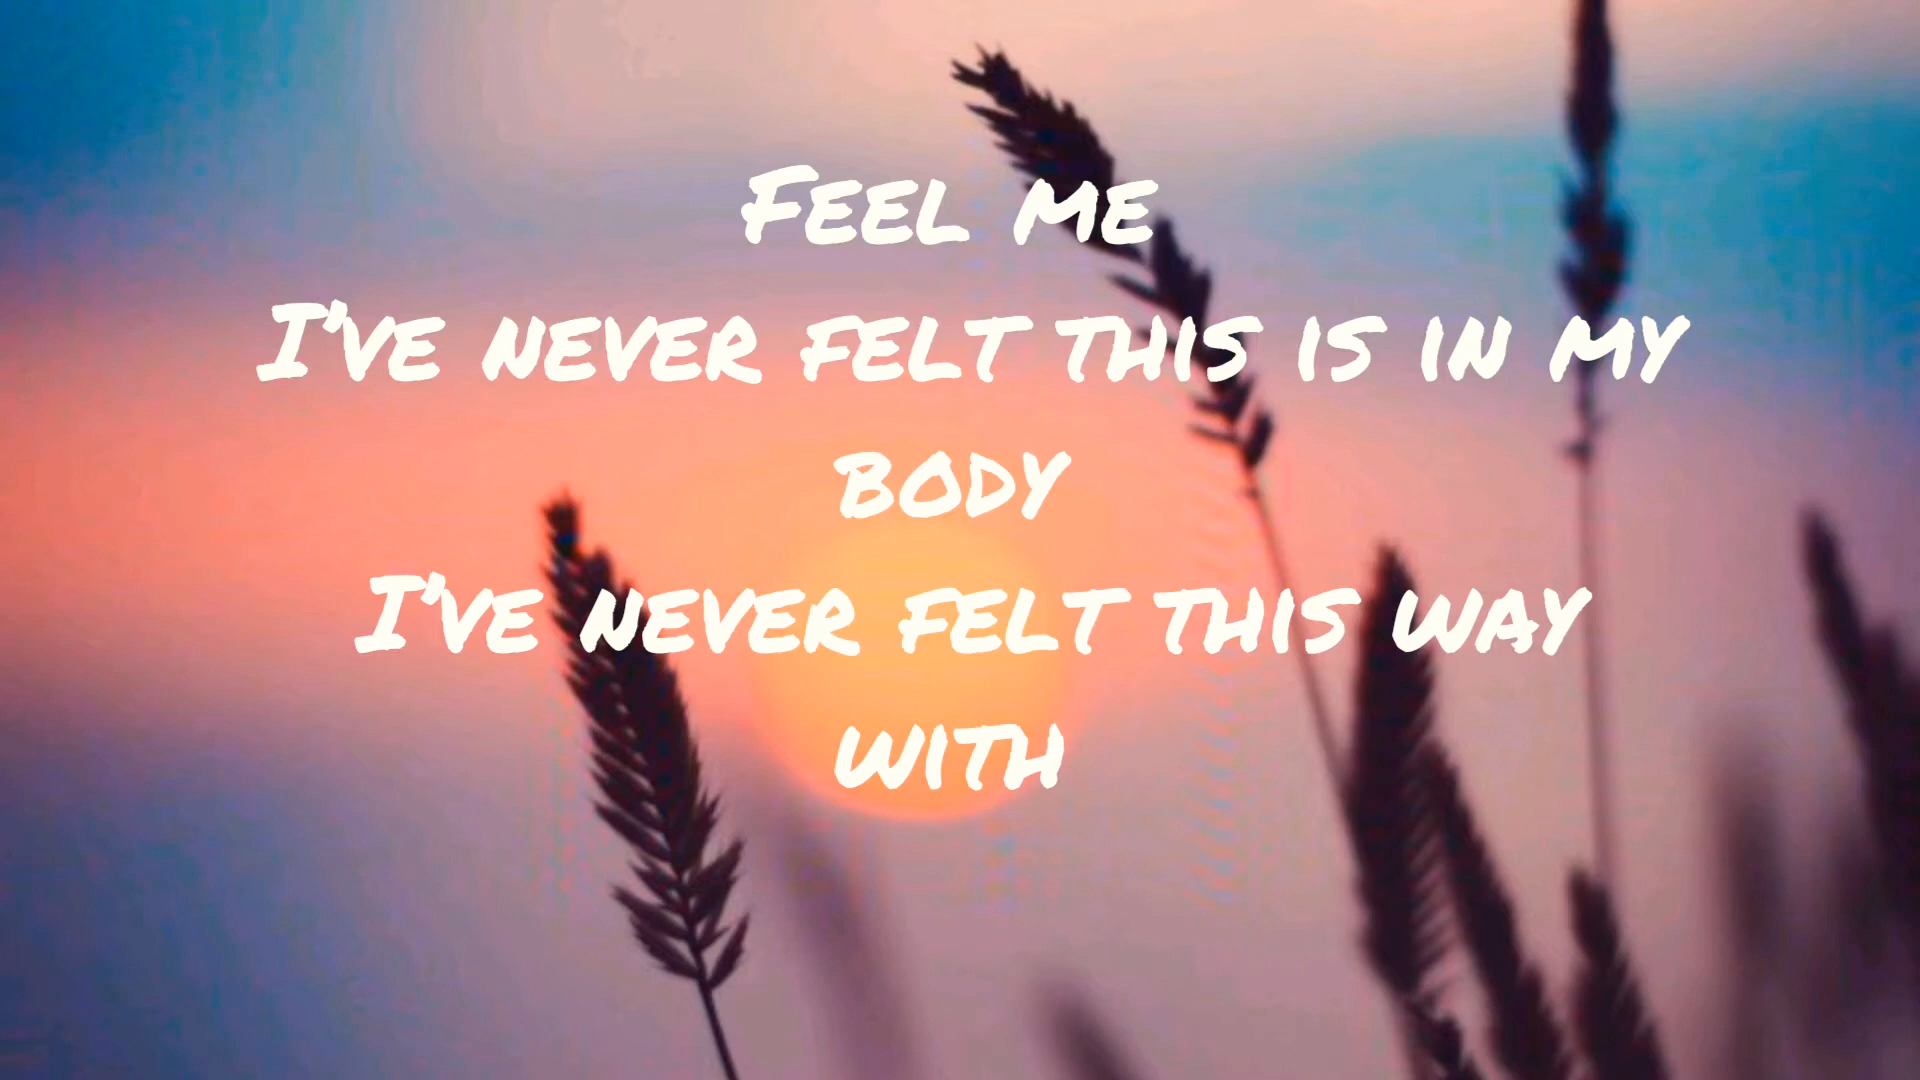 Feel me
I've never felt this is in my
body
I've never felt this way
with